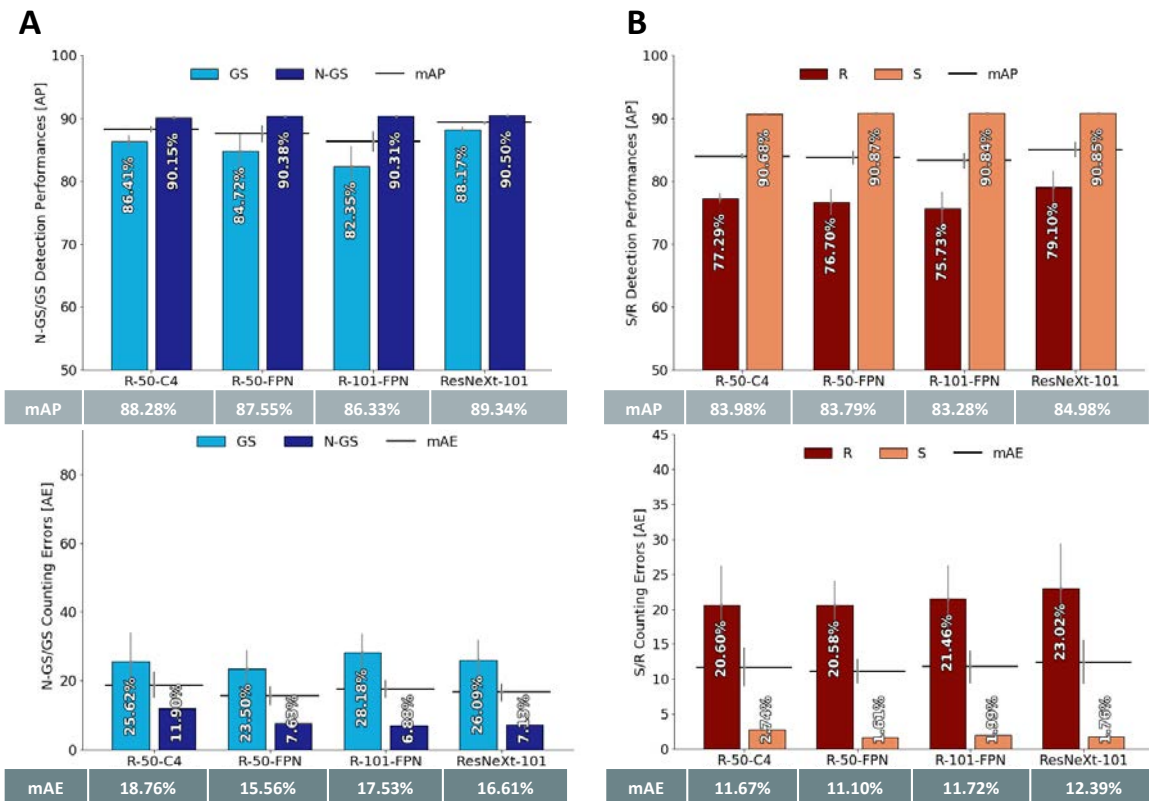 A
N-GS/GS Detection Performances [AP]
100
90
80
70
60
50
GS N-GS mAP
86.41% 90.15% 84.72% 90.38% 82.35% 90.31% 88.17% 90.50%
R-50-C4 R-50-FPN R-101-FPN ResNeXt-101
mAP 88.28% 87.55% 86.33% 89.34%
N-GS/GS Counting Errors [AE]
80
60
40
20
0
GS N-GS mAE
25.62% 11.90% 23.50% 7.63% 28.18% 6.88% 26.09% 7.13%
R-50-C4 R-50-FPN R-101-FPN ResNeXt-101
mAE 18.76% 15.56% 17.53% 16.61%
B
S/R Detection Performances [AP]
100
90
80
70
60
50
R S mAP
77.29% 90.68% 76.70% 90.87% 75.73% 90.84% 79.10% 90.85%
R-50-C4 R-50-FPN R-101-FPN ResNeXt-101
mAP 83.98% 83.79% 83.28% 84.98%
S/R Counting Errors [AE]
45
40
35
30
25
20
15
10
5
0
R S mAE
20.60% 2.74% 20.58% 1.61% 21.46% 1.99% 23.02% 1.76%
R-50-C4 R-50-FPN R-101-FPN ResNeXt-101
mAE 11.67% 11.10% 11.72% 12.39%